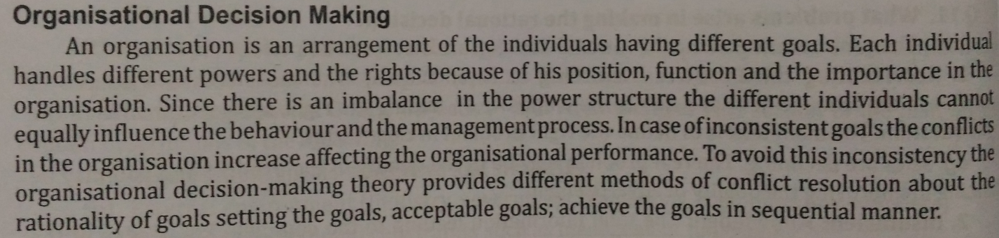 Organisational Decision Making
An organisation is an arrangement of the individuals having different goals. Each individual
handles different powers and the rights because of his position, function and the importance in the
organisation. Since there is an imbalance in the power structure the different individuals cannot
equally influence the behaviour and the management process. In case of inconsistent goals the conflicts
in the organisation increase affecting the organisational performance. To avoid this inconsistency the
organisational decision-making theory provides different methods of conflict resolution about the
rationality of goals setting the goals, acceptable goals; achieve the goals in sequential manner.